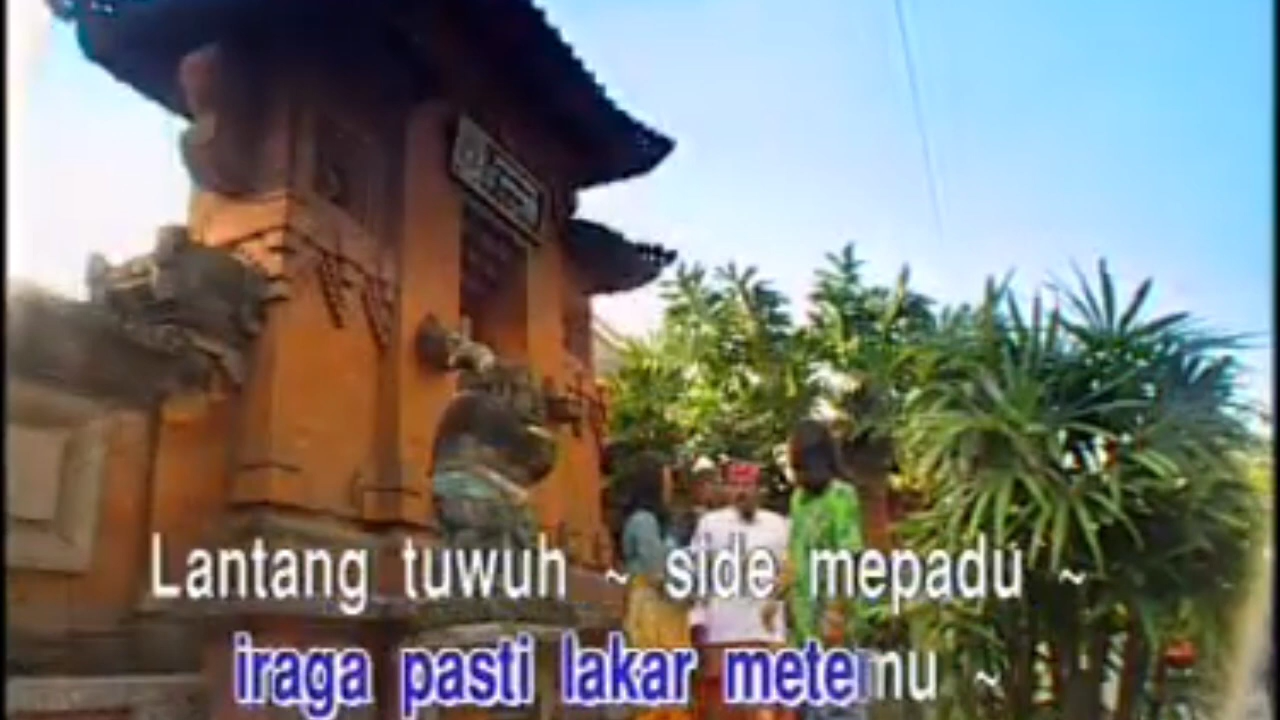 Lantang tuwuh ~ side mepadu ~
iraga pasti lakar metemu ~